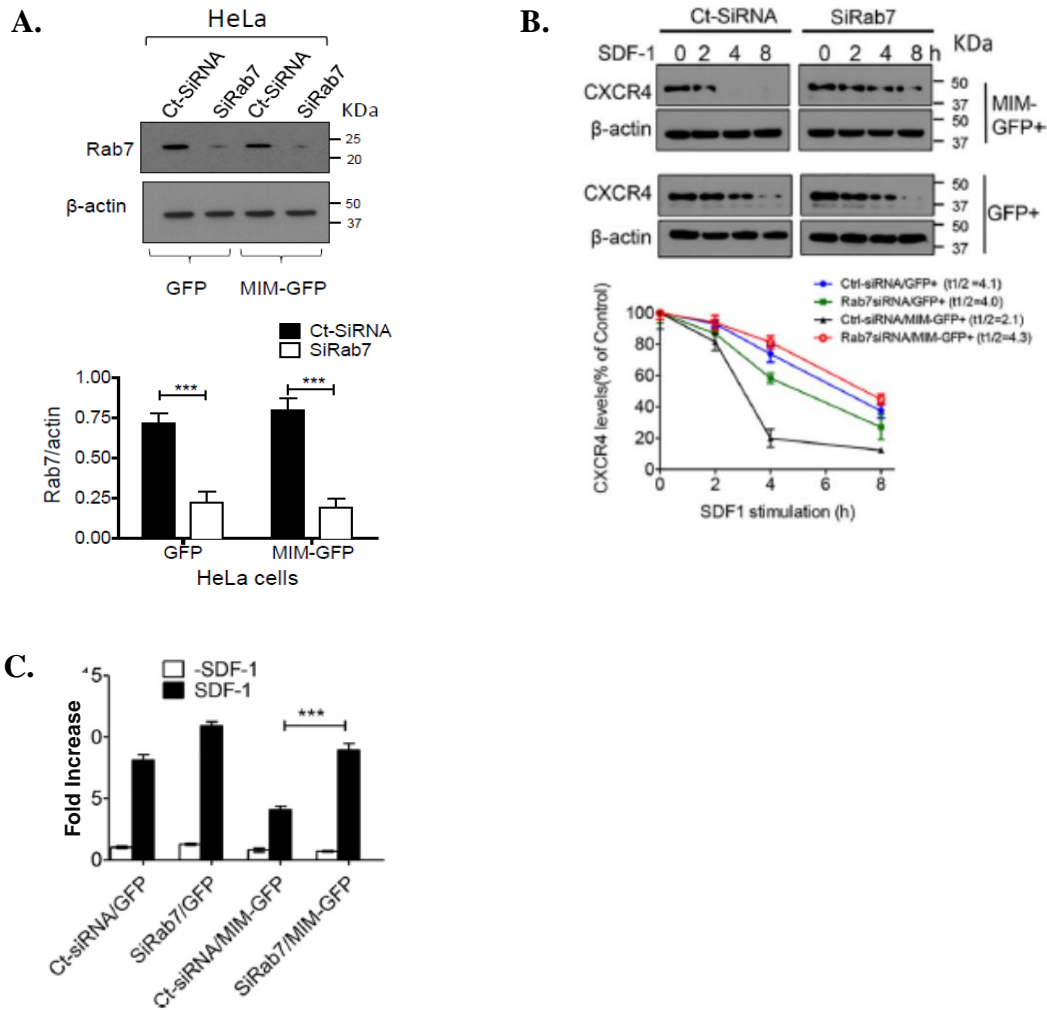 A.
HeLa
Ct-SiRNA
SiRab7
Ct-SiRNA
SiRab7
KDa
Rab7
25
20
β-actin
50
37
GFP
MIM-GFP
Ct-SiRNA
SiRab7
***
***
1.00
0.75
0.50
0.25
0.00
Rab7/actin
GFP
MIM-GFP
HeLa cells
B.
Ct-SiRNA
SiRab7
SDF-1
0 2 4 8
0 2 4 8 h
KDa
CXCR4
50
37
β-actin
50
37
MIM-
GFP+
CXCR4
50
37
β-actin
50
37
GFP+
Ctrl-siRNA/GFP+ (t1/2 =4.1)
Rab7siRNA/GFP+ (t1/2=4.0)
Ctrl-siRNA/MIM-GFP+ (t1/2=2.1)
Rab7siRNA/MIM-GFP+ (t1/2=4.3)
CXCR4 levels(% of Control)
100
80
60
40
20
0
0 2 4 6 8
SDF1 stimulation (h)
C.
-SDF-1
SDF-1
***
5
0
5
0
Fold Increase
Ct-siRNA/GFP
SiRab7/GFP
Ct-siRNA/MIM-GFP
SiRab7/MIM-GFP